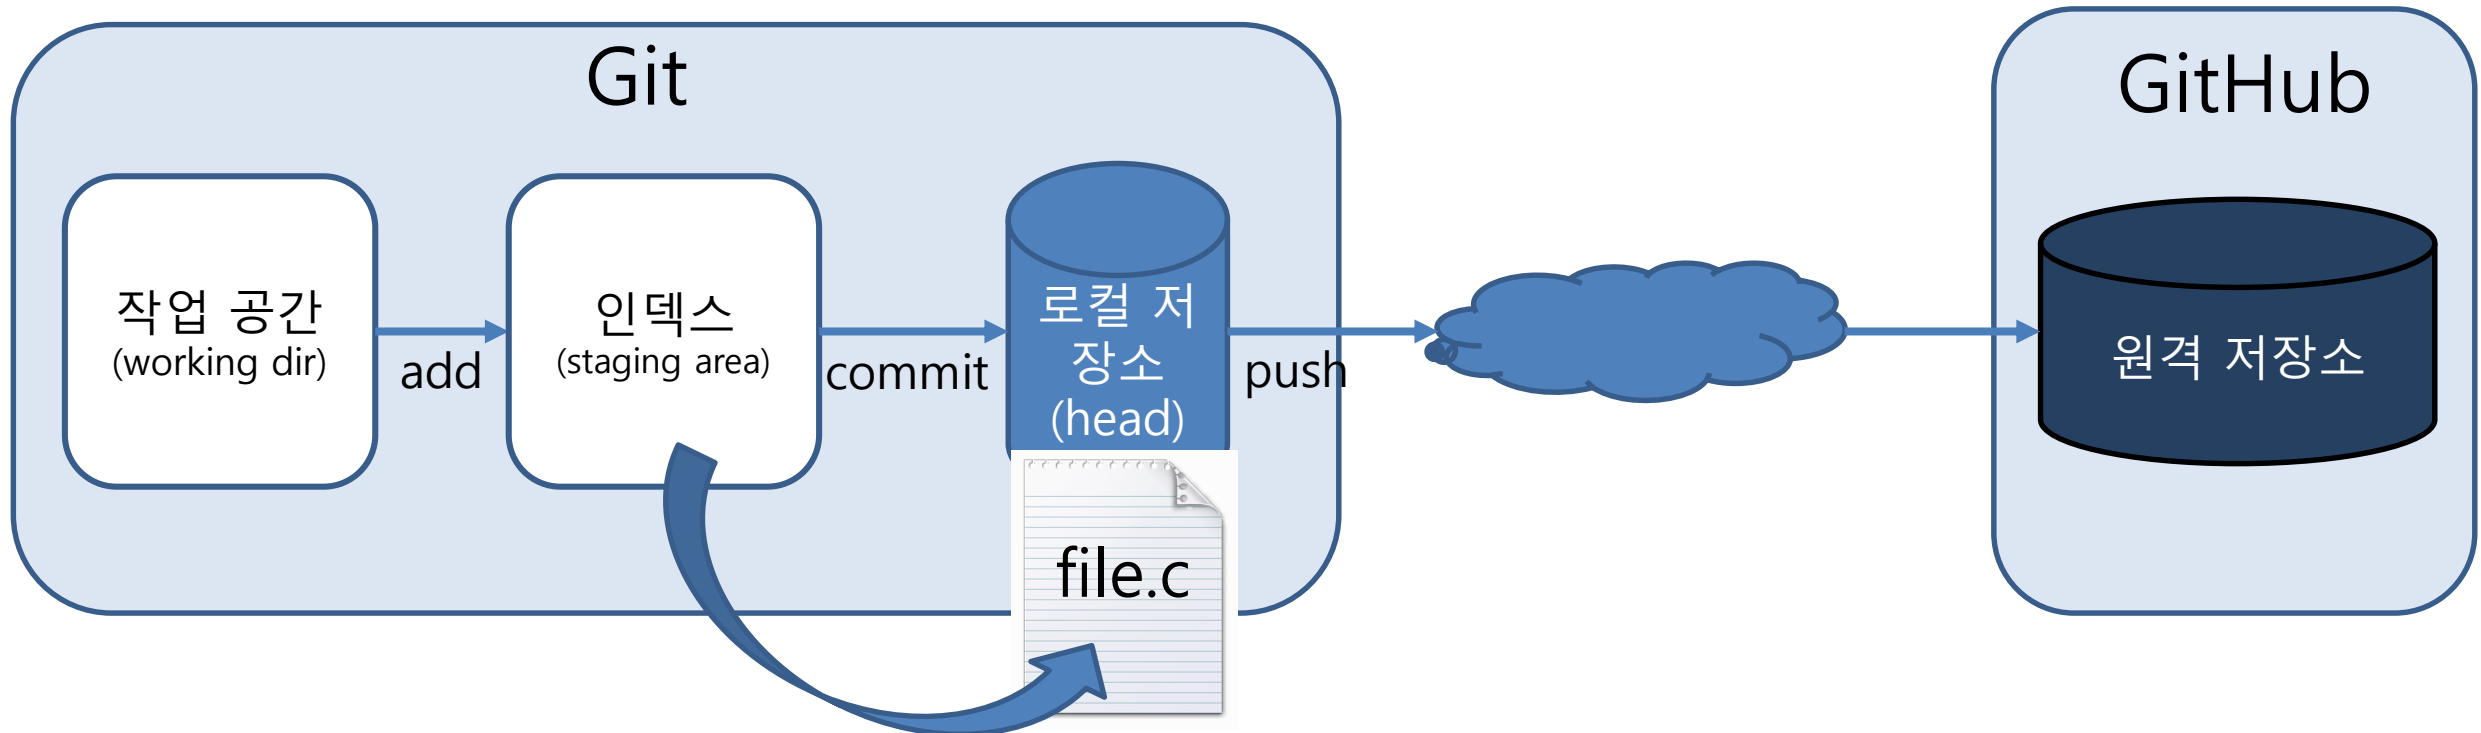 Git
GitHub
작업 공간
(working dir)
add
인덱스
(staging area)
commit
로컬 저
장소
(head)
push
원격 저장소
file.c